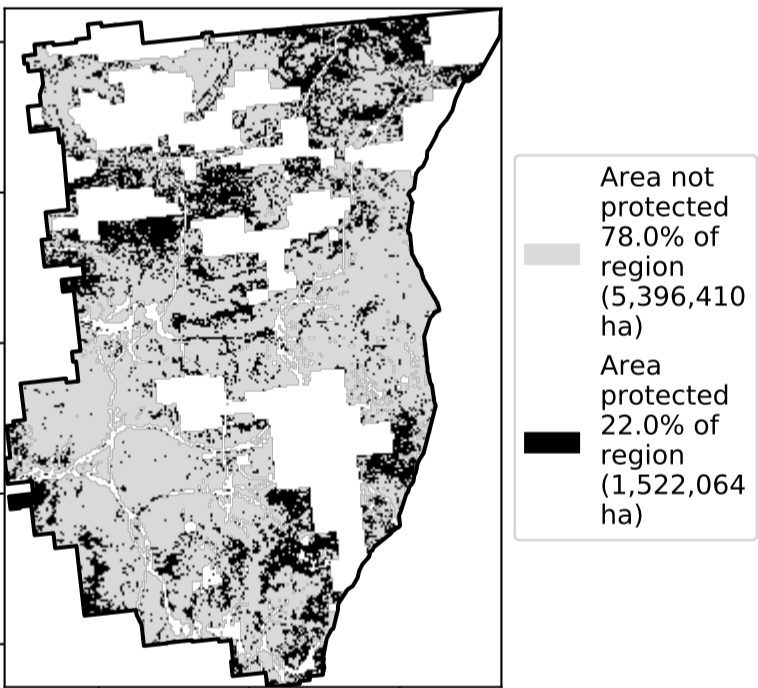 Area not
protected
78.0% of
region
(5,396,410
ha)
Area
protected
22.0% of
region
(1,522,064
ha)